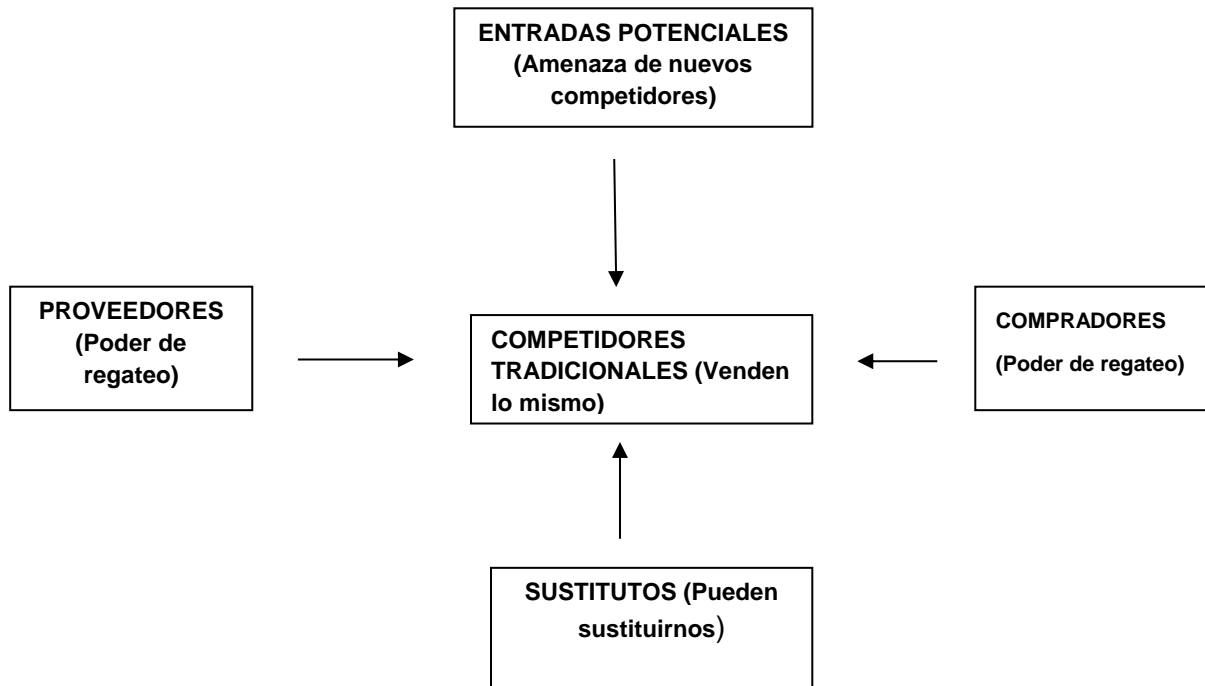 ENTRADAS POTENCIALES
(Amenaza de nuevos
competidores)
PROVEEDORES
(Poder de
regateo)
COMPETIDORES
TRADICIONALES (Venden
lo mismo)
COMPRADORES
(Poder de regateo)
SUSTITUTOS (Pueden
sustituirnos)